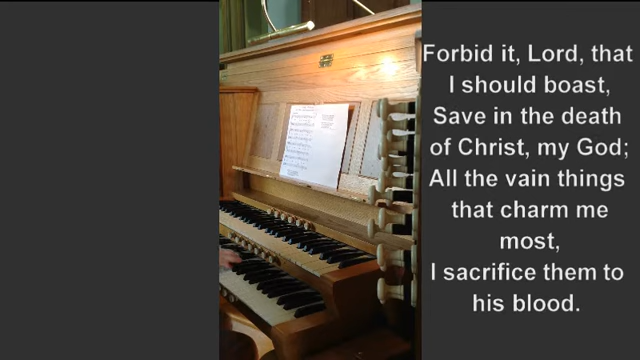 Forbid it, Lord, that
I should boast,
Save in the death
of Christ, my God;
All the vain things
that charm me
most,
I sacrifice them to
his blood.